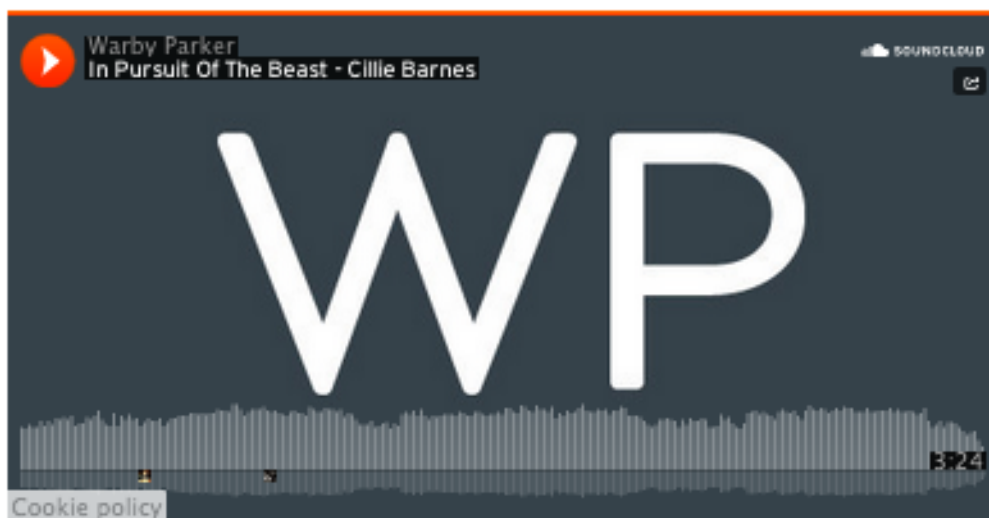 Warby Parker
In Pursuit Of The Beast - Cillie Barnes
SOUNDCLOUD
WP
3:24
Cookie policy